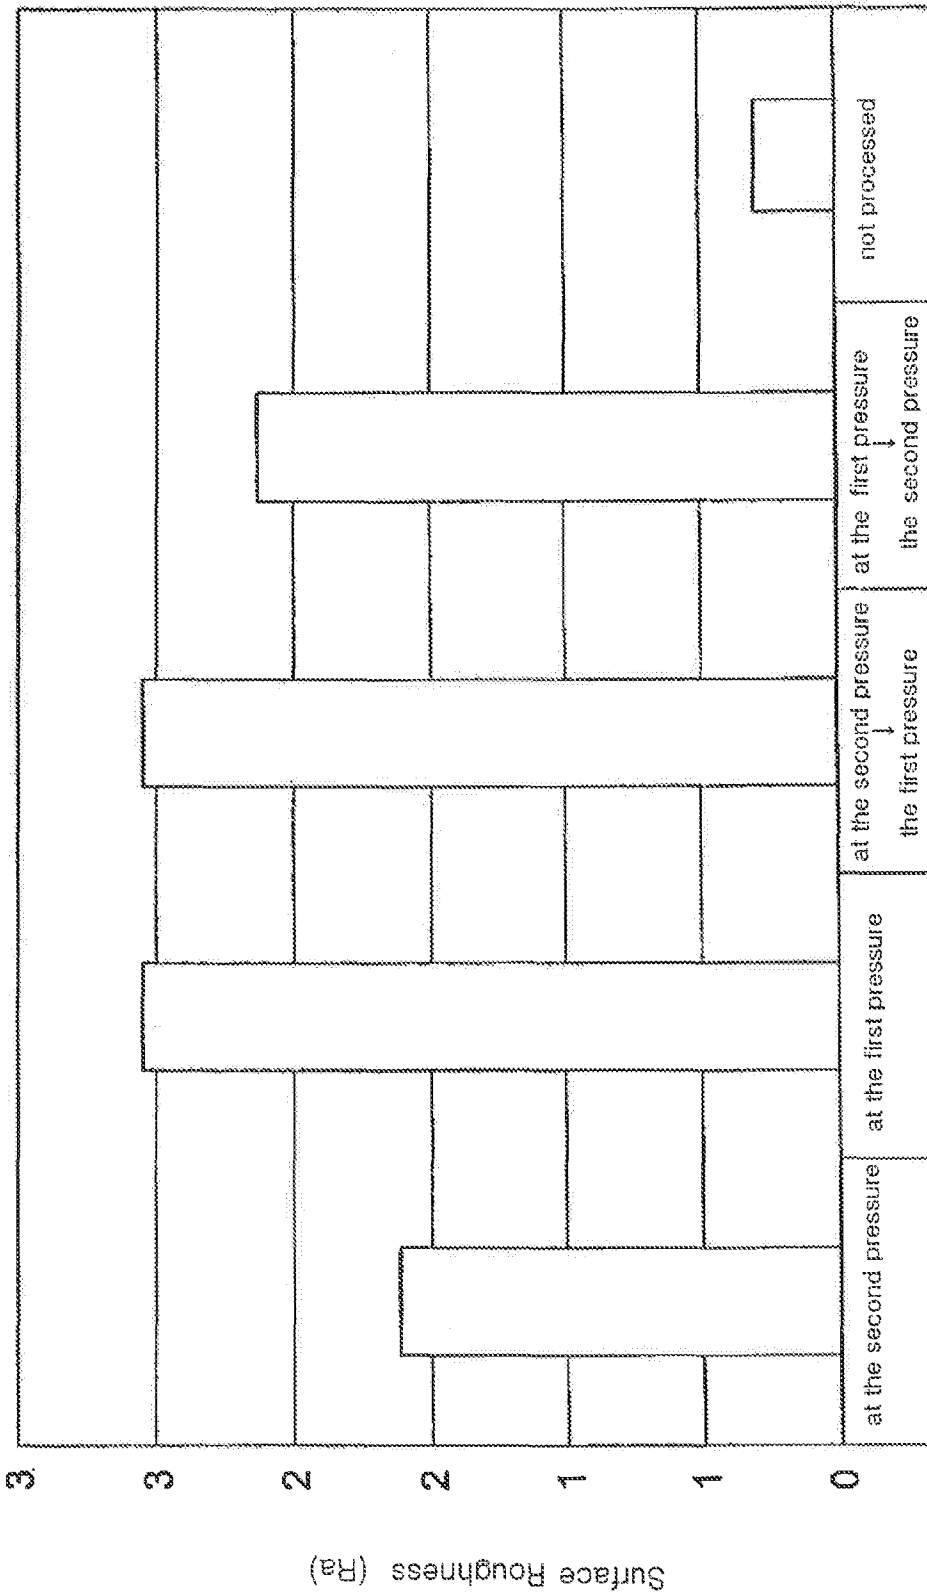 Surface Roughness (Ra)
3.
3
2
2
1
1
0
at the second pressure
at the first pressure
at the second pressure
↓
the first pressure
at the first pressure
↓
the second pressure
not processed